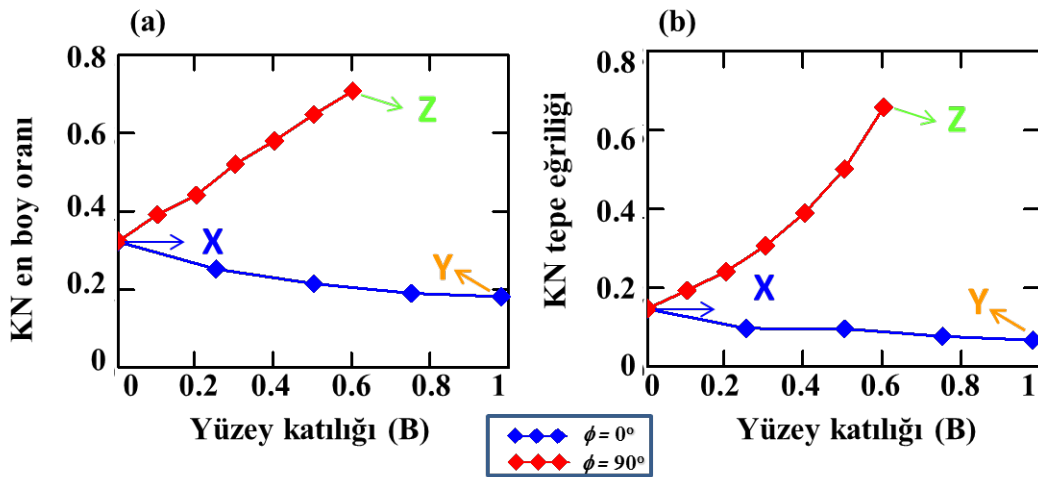 (a)
0.8
0.6
0.4
0.2
0
0 0.2 0.4 0.6 0.8 1
KN en boy oranı
Yüzey katılığı (B)
X
Y
Z
(b)
0.8
0.6
0.4
0.2
0
0 0.2 0.4 0.6 0.8 1
KN tepe eğriliği
Yüzey katılığı (B)
X
Y
Z
ϕ = 0º
ϕ = 90º